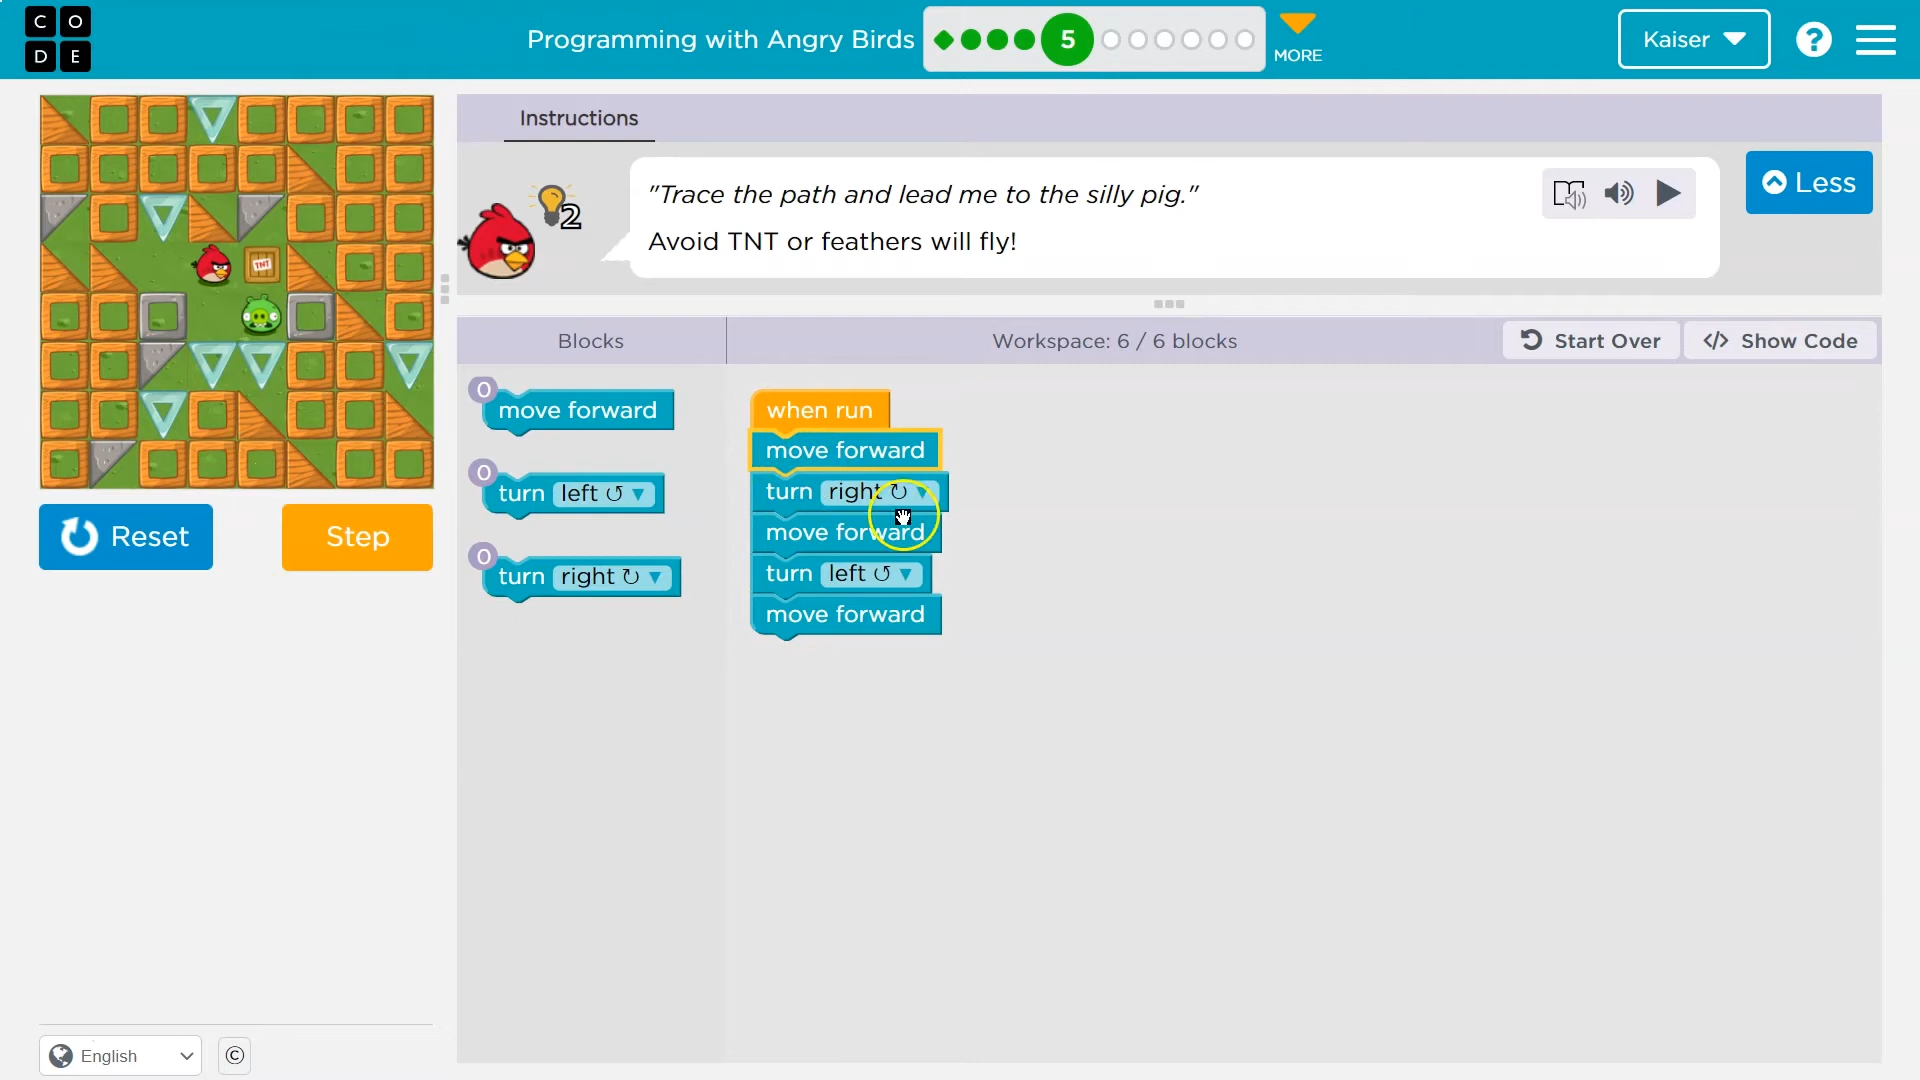 C O
D E
Programming with Angry Birds
5
MORE
Kaiser
?
Instructions
2
"Trace the path and lead me to the silly pig."
Avoid TNT or feathers will fly!
Less
TNT
Blocks
Workspace: 6 / 6 blocks
Start Over
</> Show Code
0
move forward
0
turn left ↺ ▼
0
turn right ↻ ▼
when run
move forward
turn right ↻ ▼
move forward
turn left ↺ ▼
move forward
Reset
Step
English
©